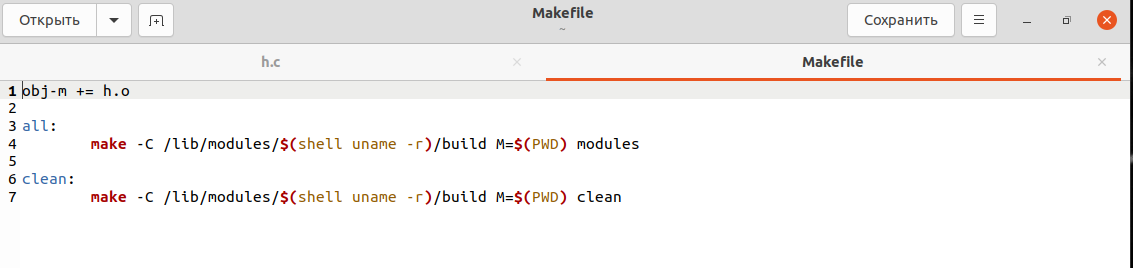 Открыть
Makefile
~
Сохранить
h.c
Makefile
1 obj-m += h.o
2
3 all:
4 make -C /lib/modules/$(shell uname -r)/build M=$(PWD) modules
5
6 clean:
7 make -C /lib/modules/$(shell uname -r)/build M=$(PWD) clean